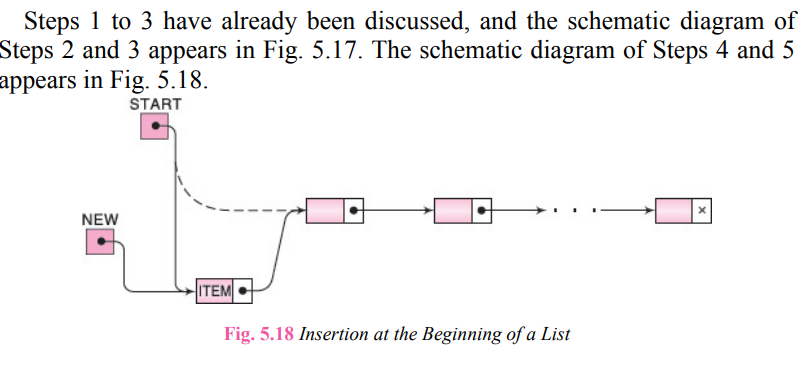 Steps 1 to 3 have already been discussed, and the schematic diagram of
Steps 2 and 3 appears in Fig. 5.17. The schematic diagram of Steps 4 and 5
appears in Fig. 5.18.
START
NEW
×
ITEM
Fig. 5.18 Insertion at the Beginning of a List